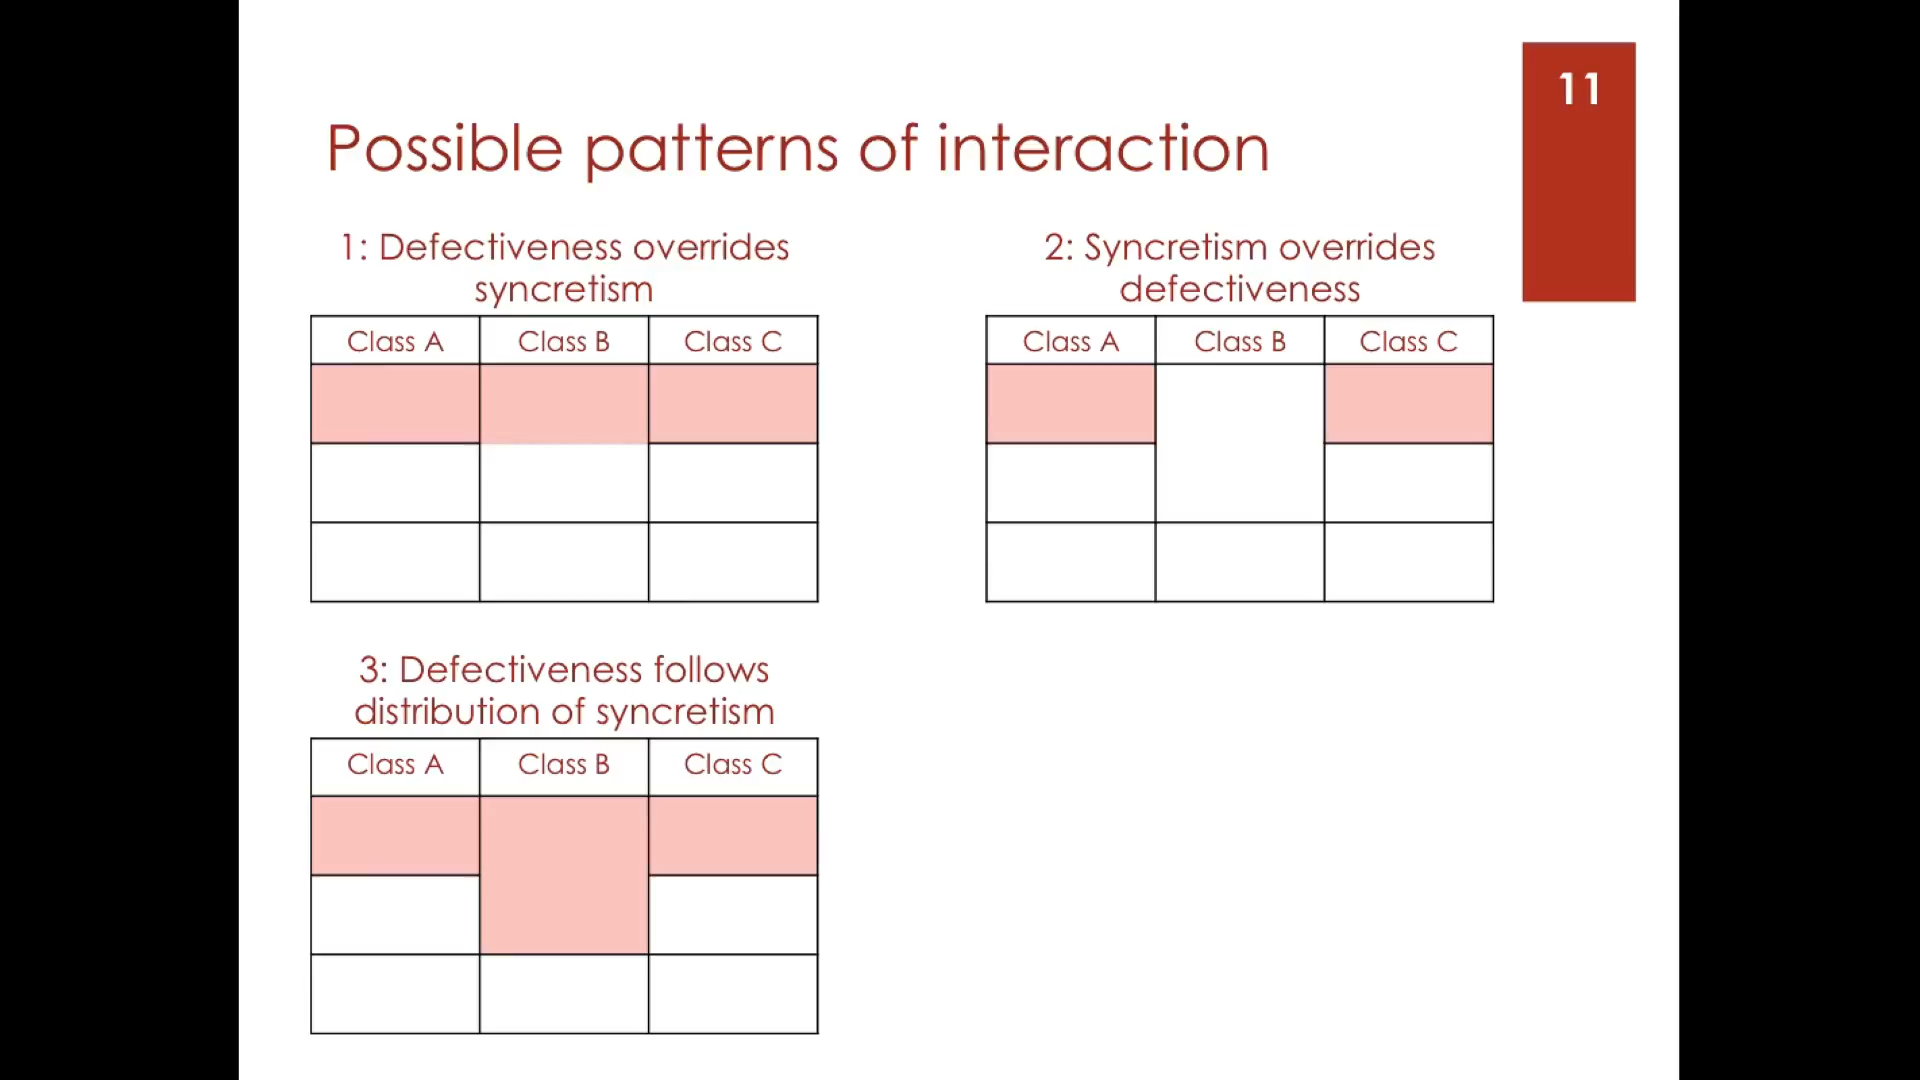 11
Possible patterns of interaction
1: Defectiveness overrides
syncretism
Class A Class B Class C
2: Syncretism overrides
defectiveness
Class A Class B Class C
3: Defectiveness follows
distribution of syncretism
Class A Class B Class C